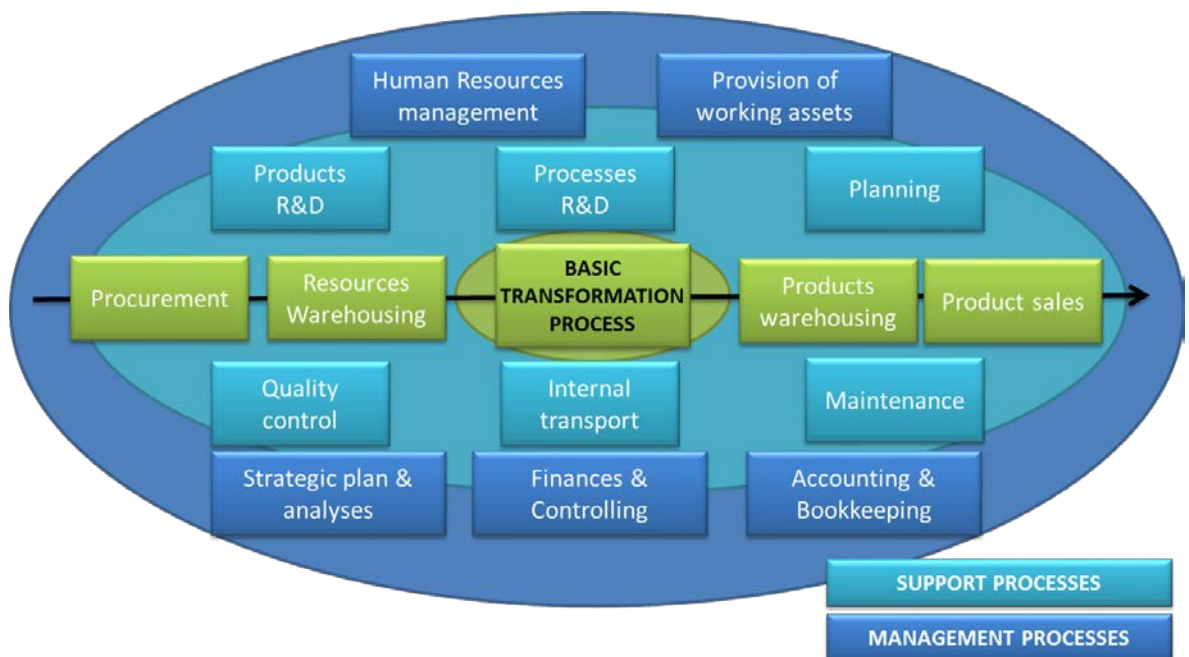 Human Resources
management
Provision of
working assets
Products
R&D
Processes
R&D
Planning
Procurement
Resources
Warehousing
BASIC
TRANSFORMATION
PROCESS
Products
warehousing
Product sales
Quality
control
Internal
transport
Maintenance
Strategic plan &
analyses
Finances &
Controlling
Accounting &
Bookkeeping
SUPPORT PROCESSES
MANAGEMENT PROCESSES